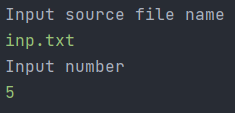 Input source file name
inp.txt
Input number
5